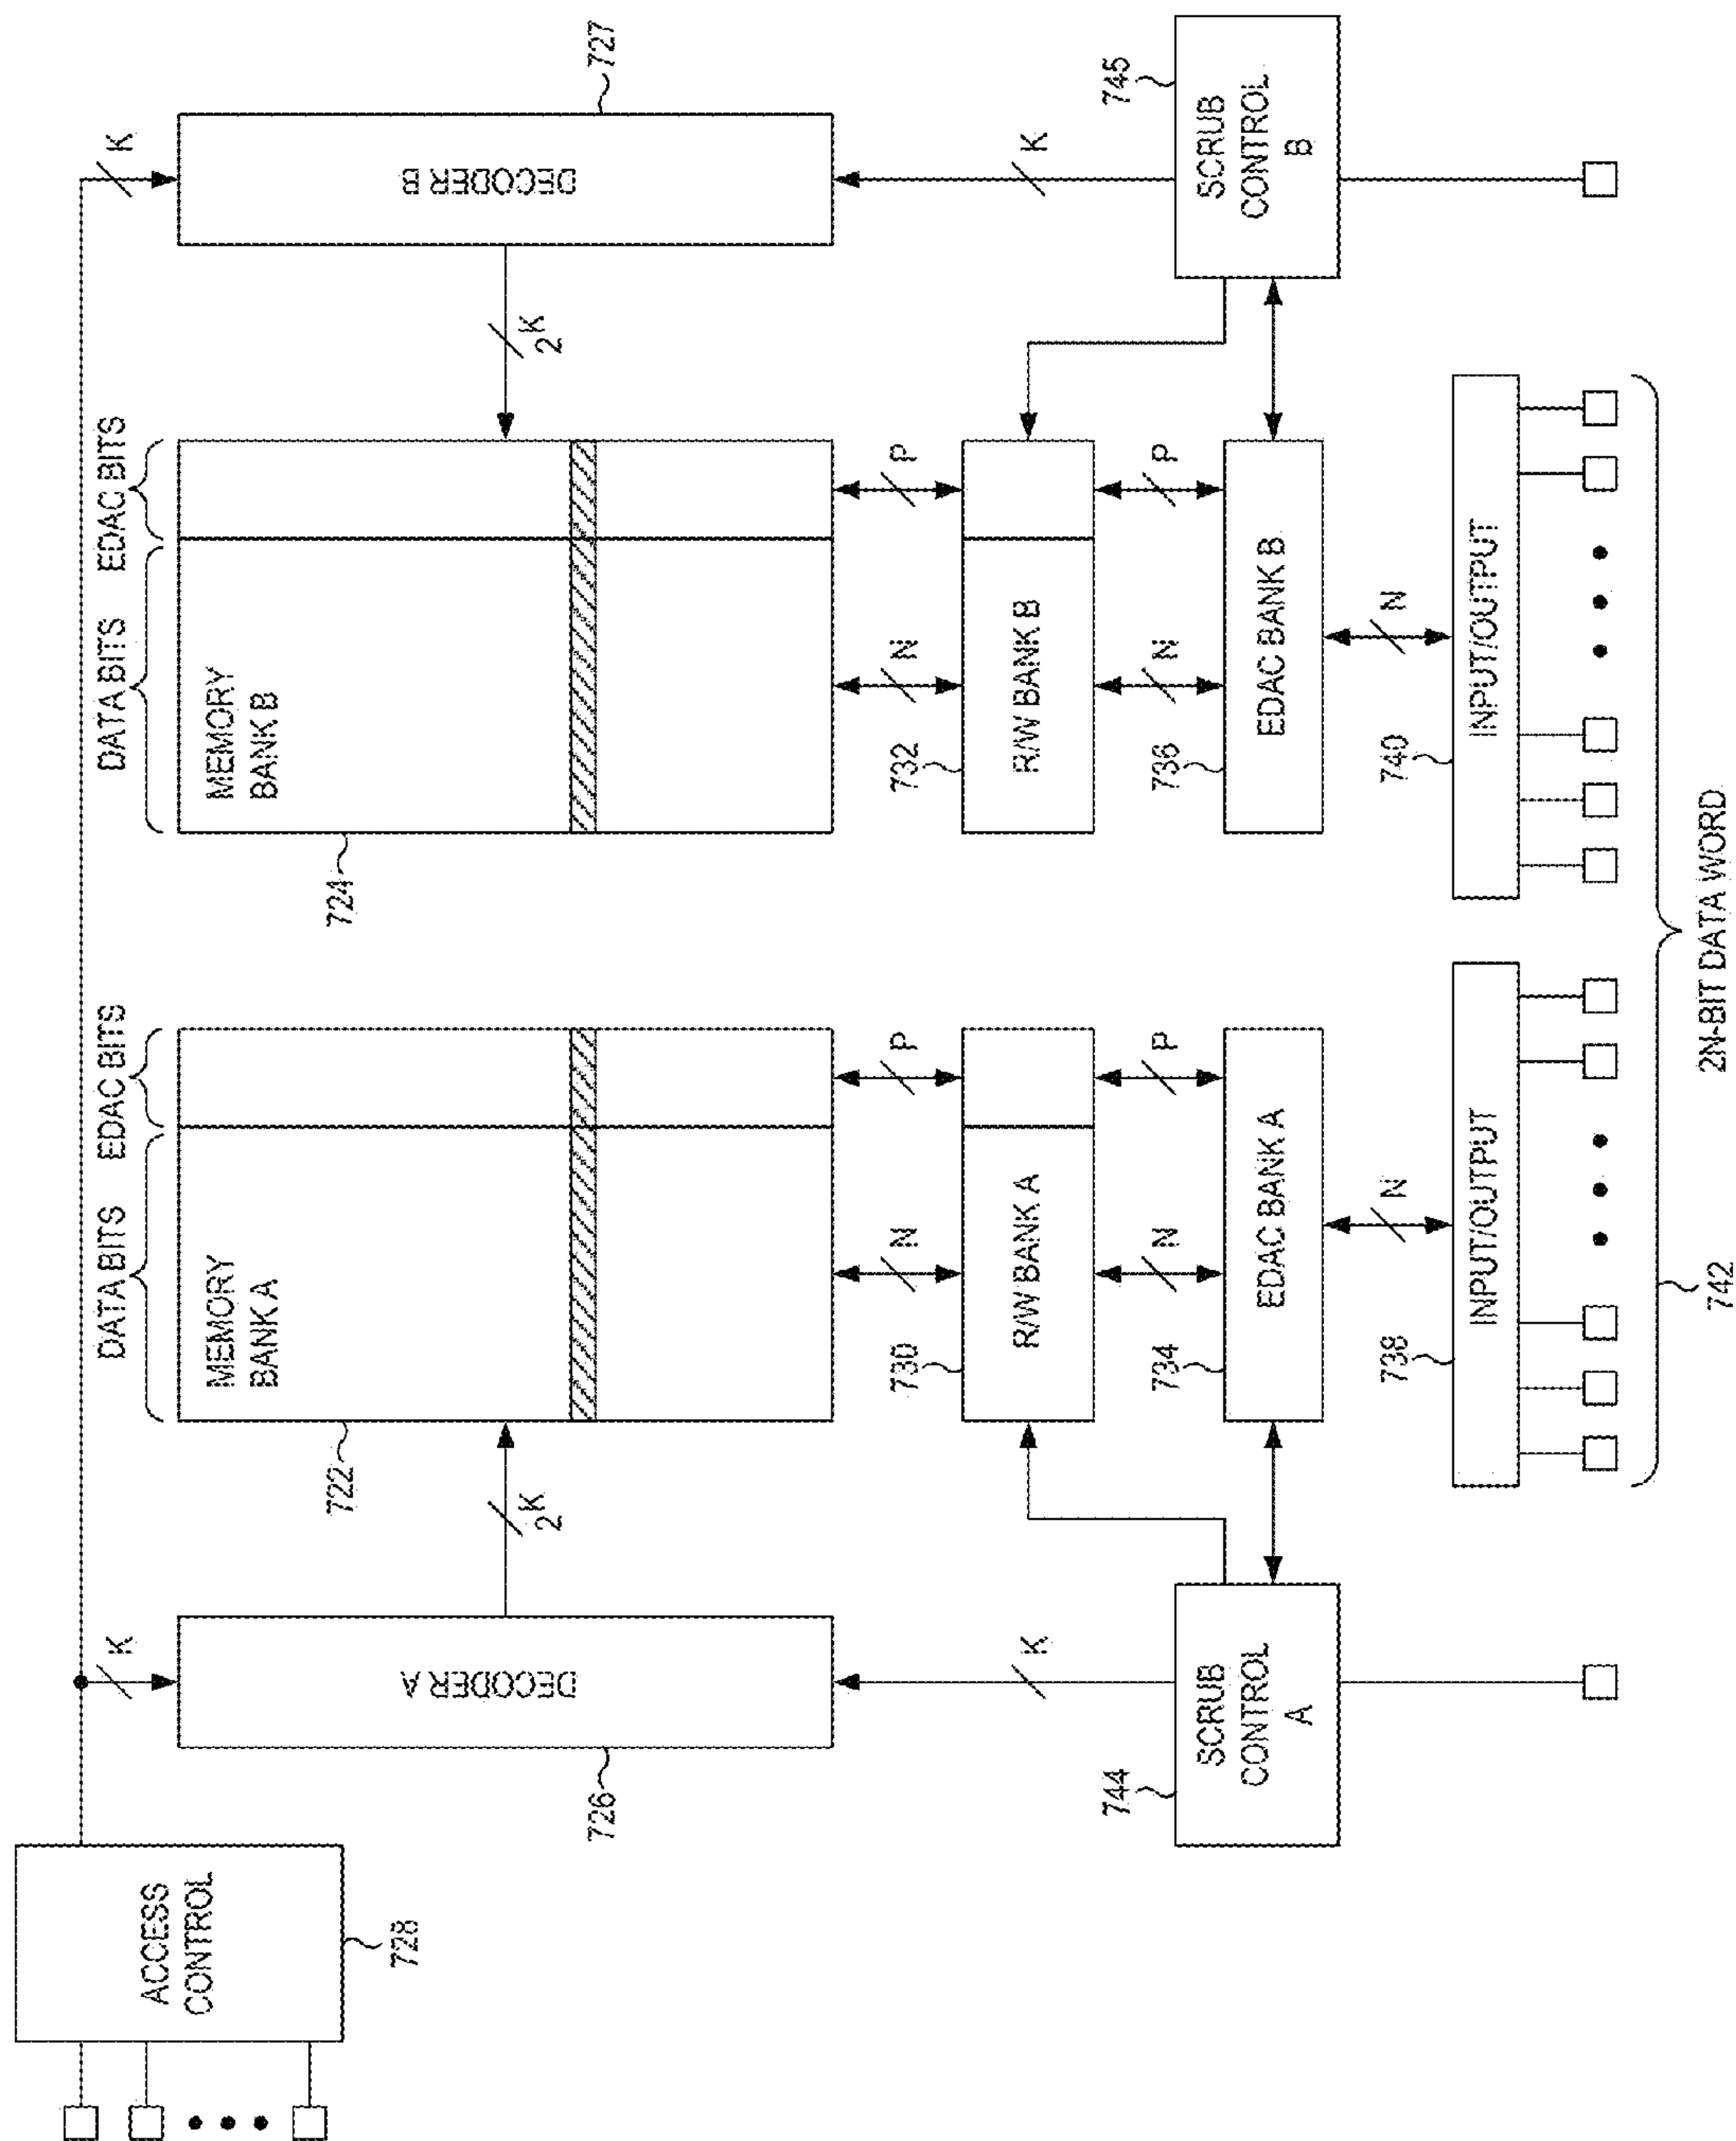 ACCESS
CONTROL
728
K
K
DATA BITS
EDAC BITS
DATA BITS
EDAC BITS
DECODER A
726
2K
MEMORY
BANK A
722
MEMORY
BANK B
724
2K
DECODER B
727
K
N
P
N
P
K
R/W BANK A
730
R/W BANK B
732
N
P
N
P
SCRUB
CONTROL
A
744
EDAC BANK A
734
EDAC BANK B
736
SCRUB
CONTROL
B
745
N
N
INPUT/OUTPUT
738
INPUT/OUTPUT
740
742
2N-BIT DATA WORD